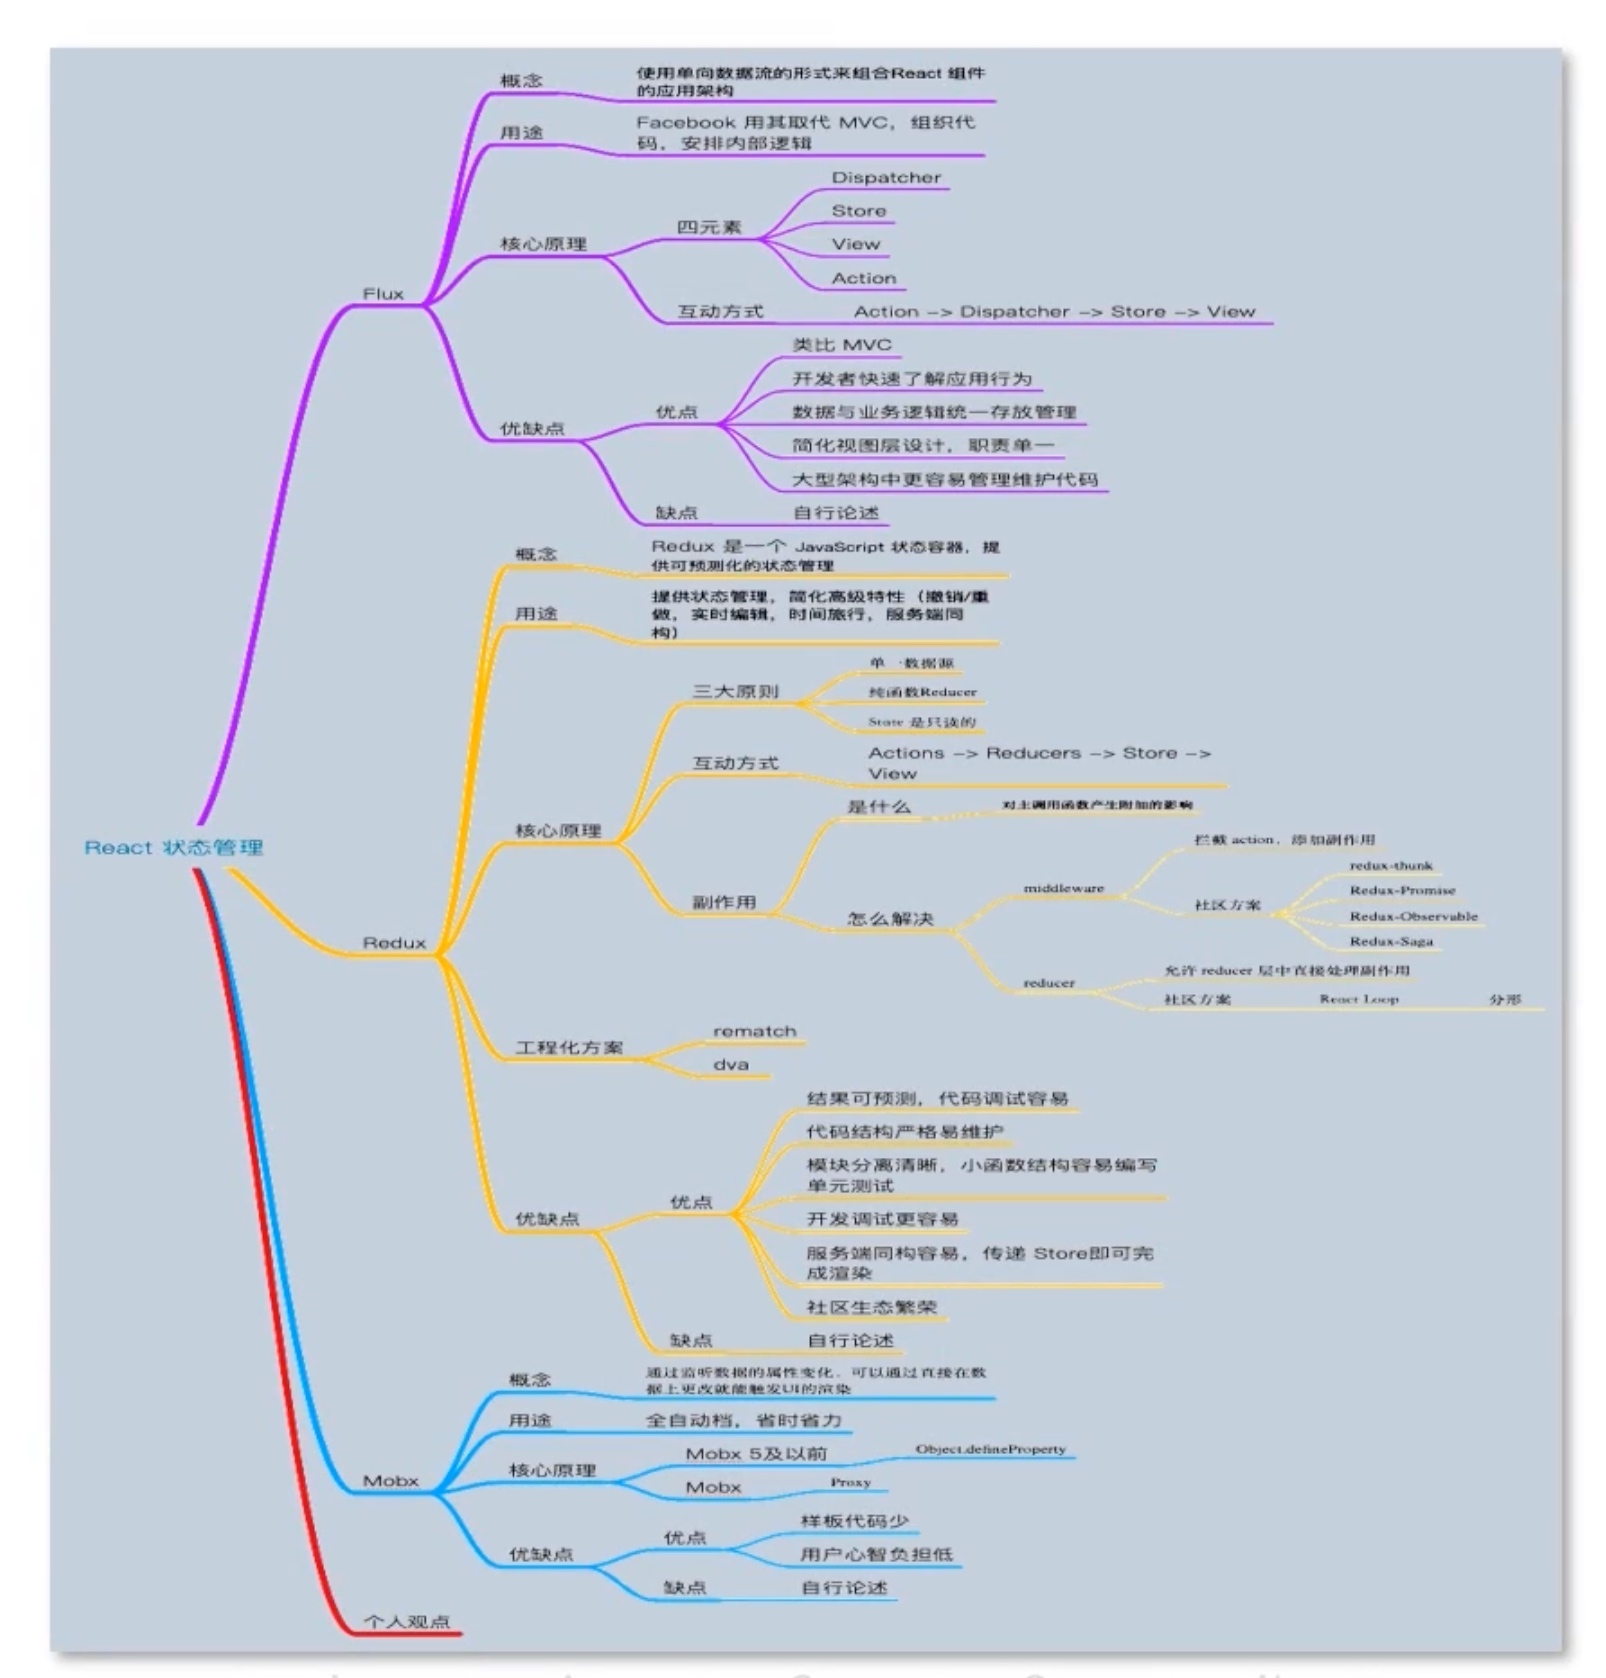 概念
使用单向数据流的形式来组合React 组件
的应用架构
用途
Facebook 用其取代 MVC，组织代
码，安排内部逻辑
Dispatcher
Store
四元素
View
核心原理
Action
Flux
互动方式
Action –> Dispatcher –> Store –> View
类比 MVC
开发者快速了解应用行为
优点
数据与业务逻辑统一存放管理
优缺点
简化视图层设计，职责单一
大型架构中更容易管理维护代码
缺点
自行论述
概念
Redux 是一个 JavaScript 状态容器，提
供可预测化的状态管理
用途
提供状态管理，简化高级特性（撤销/重
做，实时编辑，时间旅行，服务端同
构）
单一数据源
三大原则
纯函数Reducer
State 是只读的
互动方式
Actions –> Reducers –> Store –>
View
是什么
对主调用函数产生附加的影响
核心原理
React 状态管理
拦截 action，添加副作用
redux-thunk
middleware
Redux-Promise
副作用
社区方案
怎么解决
Redux-Observable
Redux
Redux-Saga
允许 reducer 层中直接处理副作用
reducer
社区方案
React Loop
分形
rematch
工程化方案
dva
结果可预测，代码调试容易
代码结构严格易维护
模块分离清晰，小函数结构容易编写
单元测试
优点
优缺点
开发调试更容易
服务端同构容易，传递 Store即可完
成渲染
社区生态繁荣
缺点
自行论述
概念
通过监听数据的属性变化，可以通过直接在数
据上更改就能触发UI的渲染
用途
全自动档，省时省力
Mobx 5及以前
Object.defineProperty
核心原理
Mobx
Mobx
Proxy
样板代码少
优点
优缺点
用户心智负担低
缺点
自行论述
个人观点